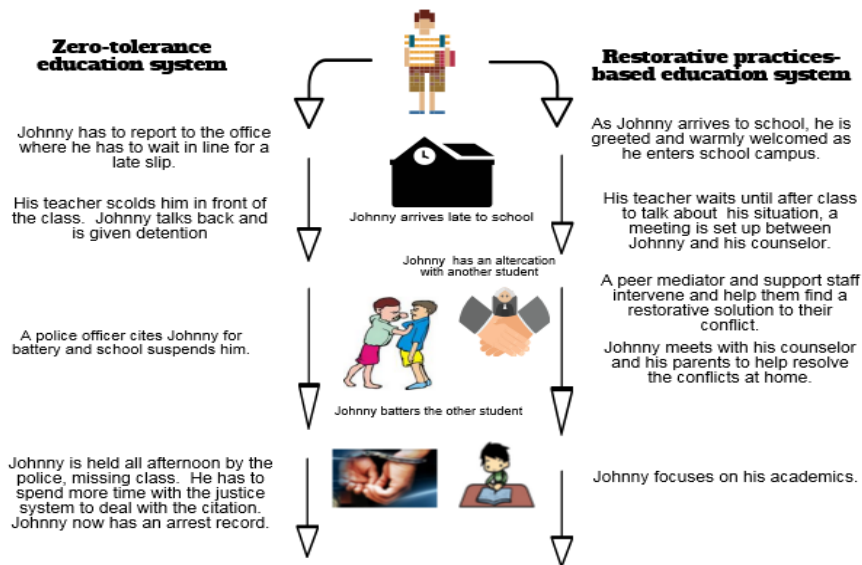 Zero-tolerance
education system
Johnny has to report to the office
where he has to wait in line for a
late slip.
His teacher scolds him in front of
the class.  Johnny talks back and
is given detention
A police officer cites Johnny for
battery and school suspends him.
Johnny is held all afternoon by the
police, missing class.  He has to
spend more time with the justice
system to deal with the citation.
Johnny now has an arrest record.
Johnny arrives late to school
Johnny  has an altercation
with another student
Johnny batters the other student
Restorative practices-
based education system
As Johnny arrives to school, he is
greeted and warmly welcomed as
he enters school campus.
His teacher waits until after class
to talk about  his situation, a
meeting is set up between
Johnny and his counselor.
A peer mediator and support staff
intervene and help them find a
restorative solution to their
conflict.
Johnny meets with his counselor
and his parents to help resolve
the conflicts at home.
Johnny focuses on his academics.